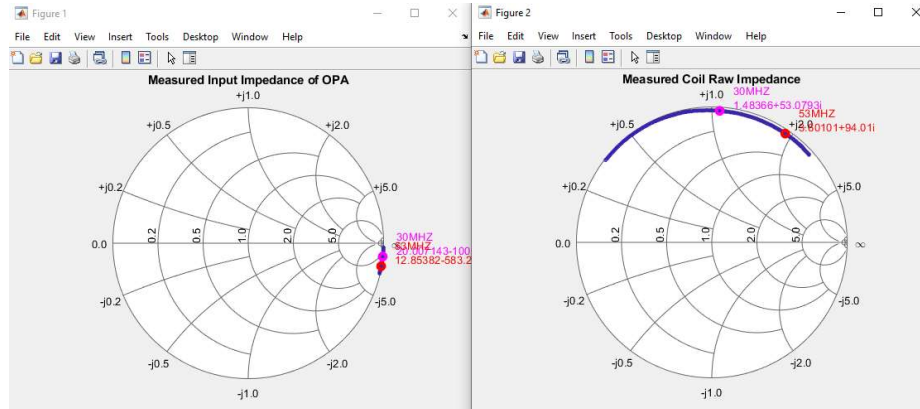 Figure 1
File Edit View Insert Tools Desktop Window Help
Measured Input Impedance of OPA
+j1.0
+j0.5
+j2.0
+j0.2
+j5.0
0.0
0.2
0.5
1.0
2.0
5.0
∞
30MHZ
53MHZ
12.85382-583.2
-j0.2
-j5.0
-j0.5
-j2.0
-j1.0
Figure 2
File Edit View Insert Tools Desktop Window Help
Measured Coil Raw Impedance
+j1.0
30MHZ
1.48366+53.0793i
53MHZ
+j0.5
+j2.0
+j0.2
+j5.0
0.0
0.2
0.5
1.0
2.0
5.0
∞
-j0.2
-j5.0
-j0.5
-j2.0
-j1.0